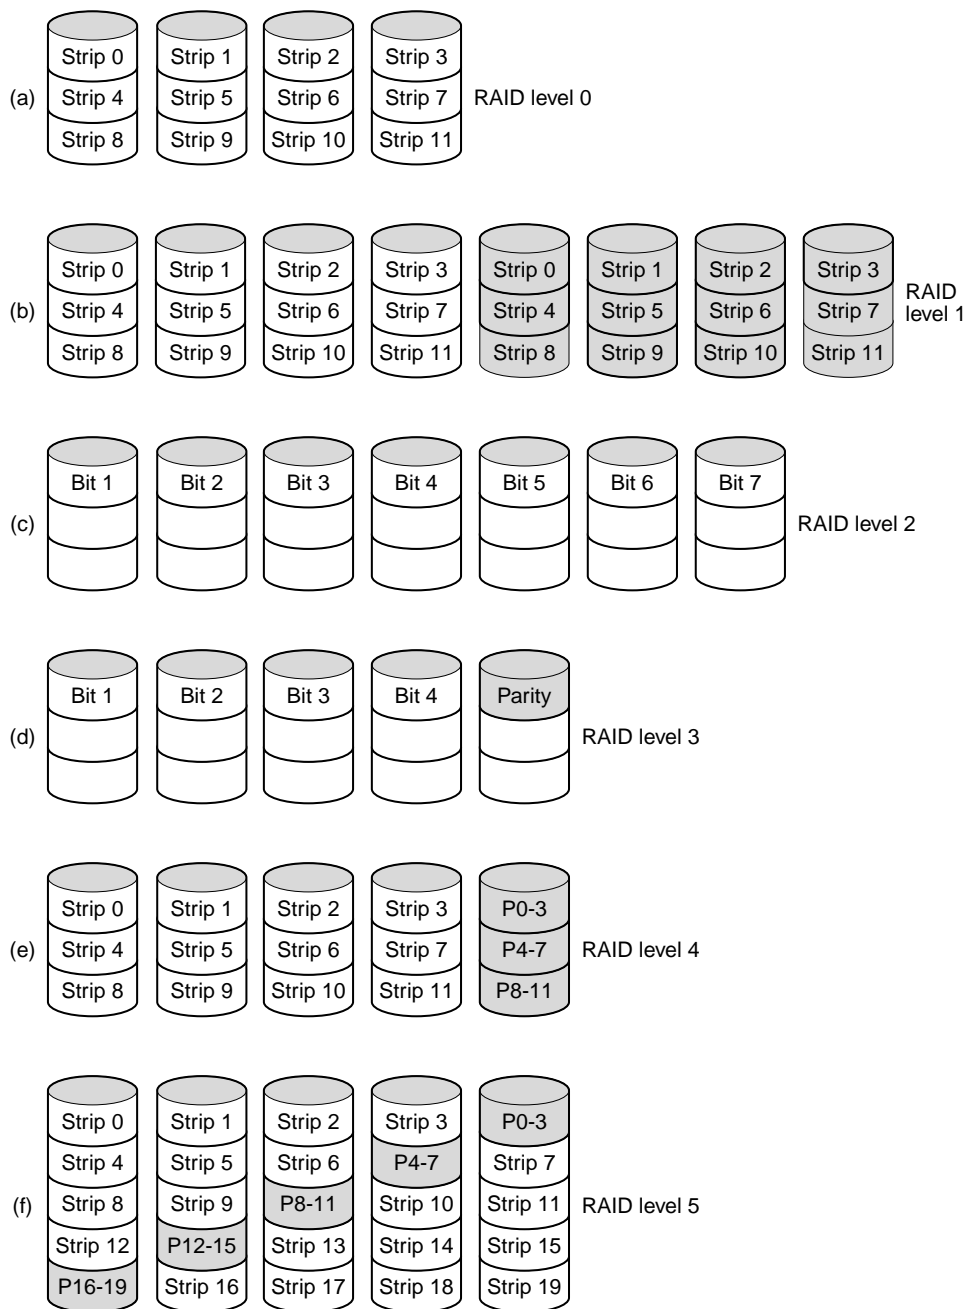 Strip 0 Strip 1 Strip 2 Strip 3
(a) Strip 4 Strip 5 Strip 6 Strip 7 RAID level 0
Strip 8 Strip 9 Strip 10 Strip 11
Strip 0 Strip 1 Strip 2 Strip 3 Strip 0 Strip 1 Strip 2 Strip 3
(b) Strip 4 Strip 5 Strip 6 Strip 7 Strip 4 Strip 5 Strip 6 Strip 7 RAID
level 1
Strip 8 Strip 9 Strip 10 Strip 11 Strip 8 Strip 9 Strip 10 Strip 11
Bit 1 Bit 2 Bit 3 Bit 4 Bit 5 Bit 6 Bit 7
(c) RAID level 2
Bit 1 Bit 2 Bit 3 Bit 4 Parity
(d) RAID level 3
Strip 0 Strip 1 Strip 2 Strip 3 P0-3
(e) Strip 4 Strip 5 Strip 6 Strip 7 P4-7 RAID level 4
Strip 8 Strip 9 Strip 10 Strip 11 P8-11
Strip 0 Strip 1 Strip 2 Strip 3 P0-3
Strip 4 Strip 5 Strip 6 P4-7 Strip 7
(f) Strip 8 Strip 9 P8-11 Strip 10 Strip 11 RAID level 5
Strip 12 P12-15 Strip 13 Strip 14 Strip 15
P16-19 Strip 16 Strip 17 Strip 18 Strip 19